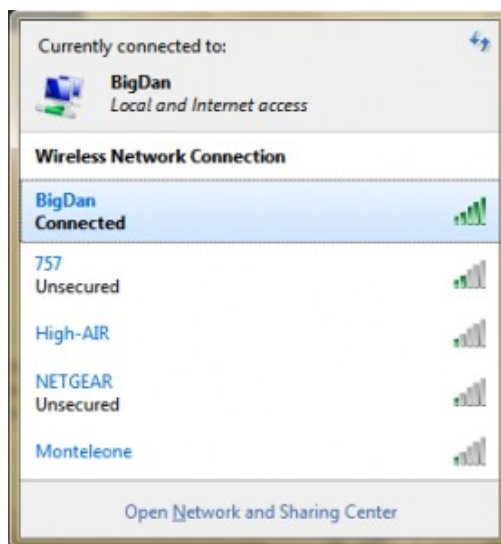 Currently connected to:
BigDan
Local and Internet access
Wireless Network Connection
BigDan
Connected
757
Unsecured
High-AIR
NETGEAR
Unsecured
Monteleone
Open Network and Sharing Center